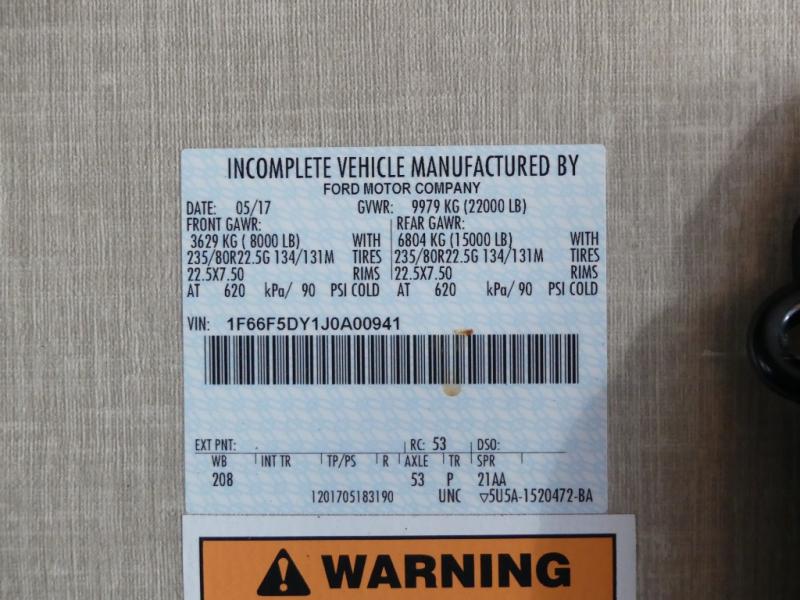 INCOMPLETE VEHICLE MANUFACTURED BY
FORD MOTOR COMPANY
DATE: 05/17 GVWR: 9979 KG (22000 LB)
FRONT GAWR: REAR GAWR:
3629 KG ( 8000 LB) WITH 6804 KG (15000 LB) WITH
235/80R22.5G 134/131M TIRES 235/80R22.5G 134/131M TIRES
22.5X7.50 RIMS 22.5X7.50 RIMS
AT 620 kPa/ 90 PSI COLD AT 620 kPa/ 90 PSI COLD
VIN: 1F66F5DY1J0A00941
EXT PNT: RC: 53 DSO:
WB INT TR TP/PS R AXLE TR SPR
208 53 P 21AA
1201705183190 UNC ▽5U5A-1520472-BA
WARNING